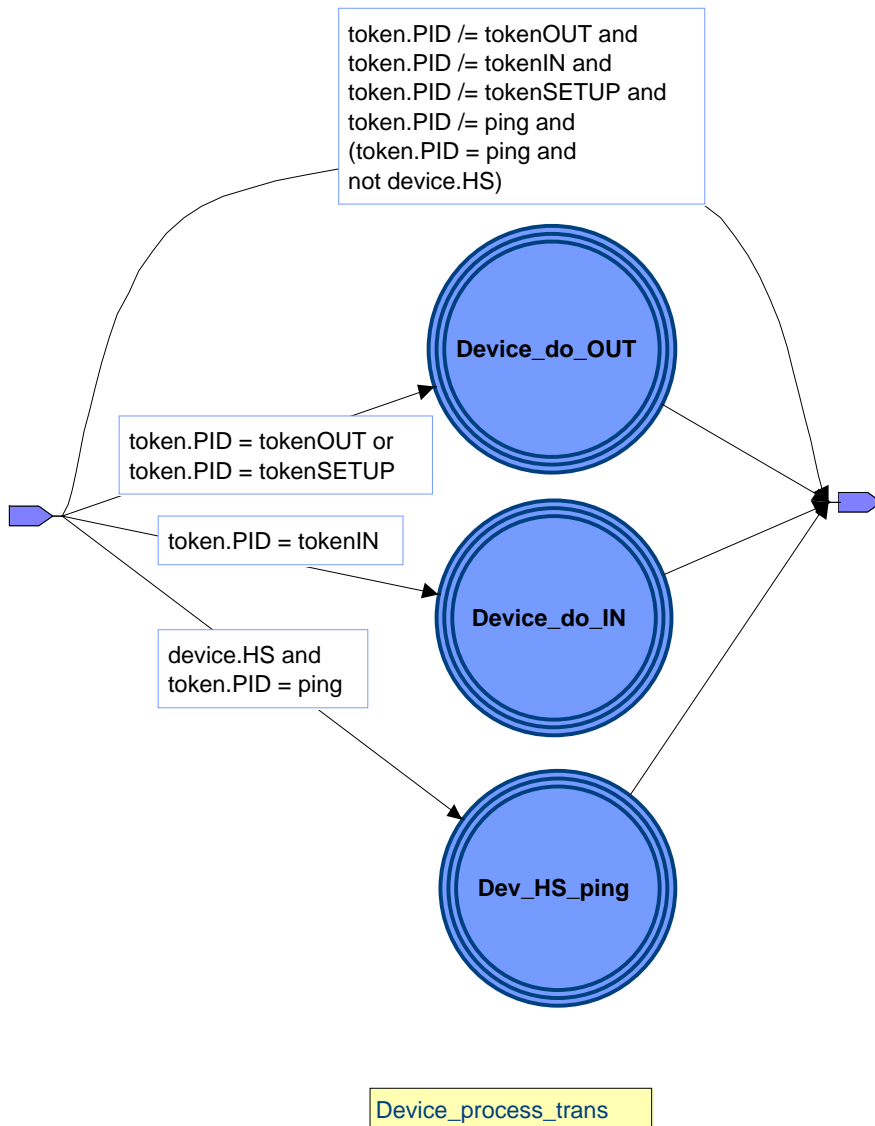 token.PID /= tokenOUT and
token.PID /= tokenIN and
token.PID /= tokenSETUP and
token.PID /= ping and
(token.PID = ping and
not device.HS)
Device_do_OUT
token.PID = tokenOUT or
token.PID = tokenSETUP
token.PID = tokenIN
Device_do_IN
device.HS and
token.PID = ping
Dev_HS_ping
Device_process_trans